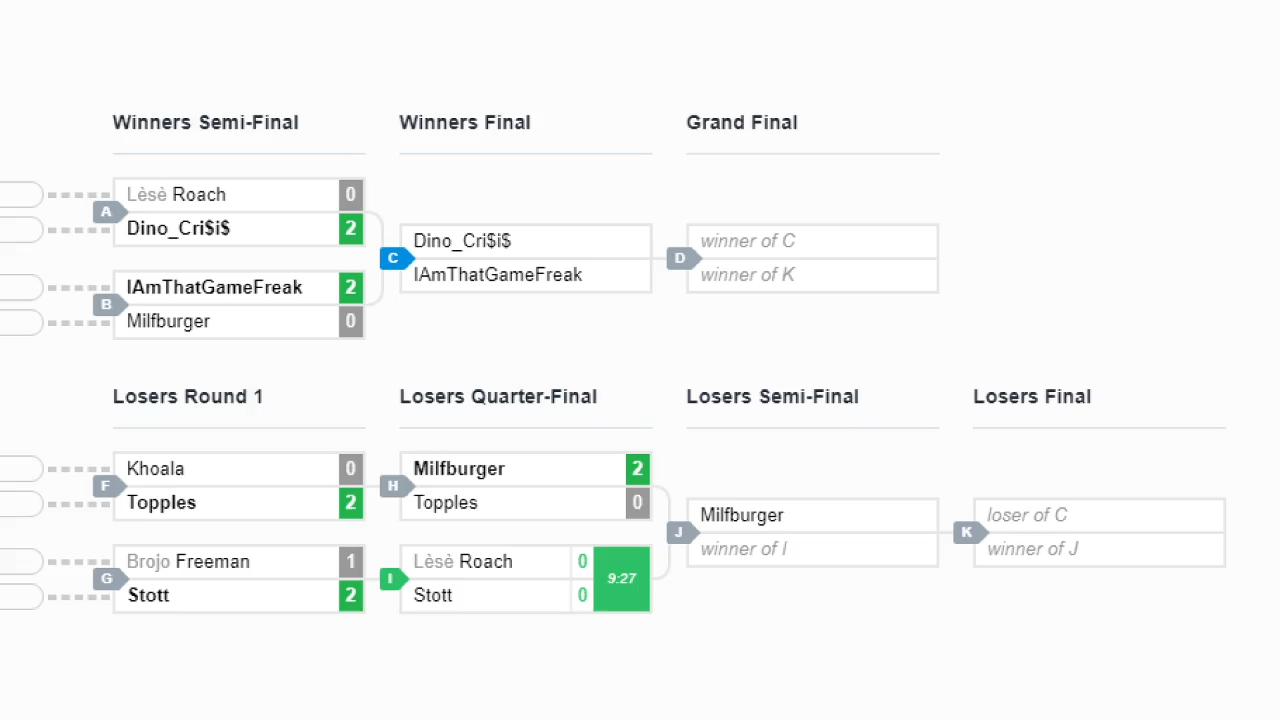 Winners Semi-Final
Winners Final
Grand Final
A
Lèsè Roach 0
Dino_Cri$i$ 2
B
IAmThatGameFreak 2
Milfburger 0
C
Dino_Cri$i$
IAmThatGameFreak
D
winner of C
winner of K
Losers Round 1
Losers Quarter-Final
Losers Semi-Final
Losers Final
F
Khoala 0
Topples 2
G
Brojo Freeman 1
Stott 2
H
Milfburger 2
Topples 0
I
Lèsè Roach 0
Stott 0
9:27
J
Milfburger
winner of I
K
loser of C
winner of J